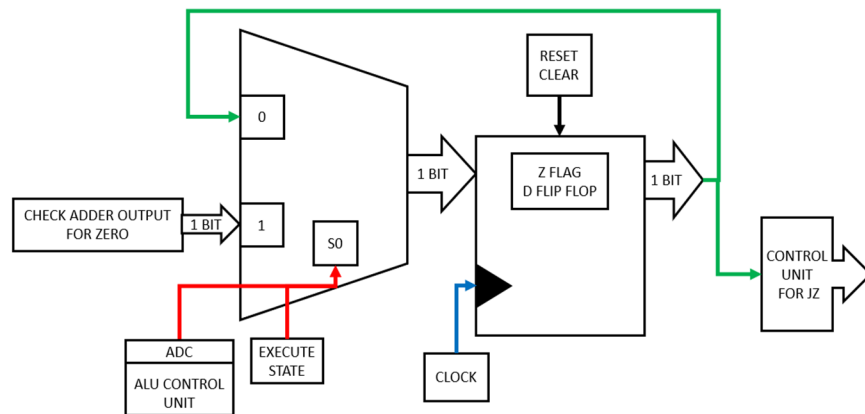 RESET
CLEAR
0
1 BIT
Z FLAG
D FLIP FLOP
1 BIT
CHECK ADDER OUTPUT
FOR ZERO
1 BIT
1
S0
CONTROL
UNIT
FOR JZ
ADC
ALU CONTROL
UNIT
EXECUTE
STATE
CLOCK